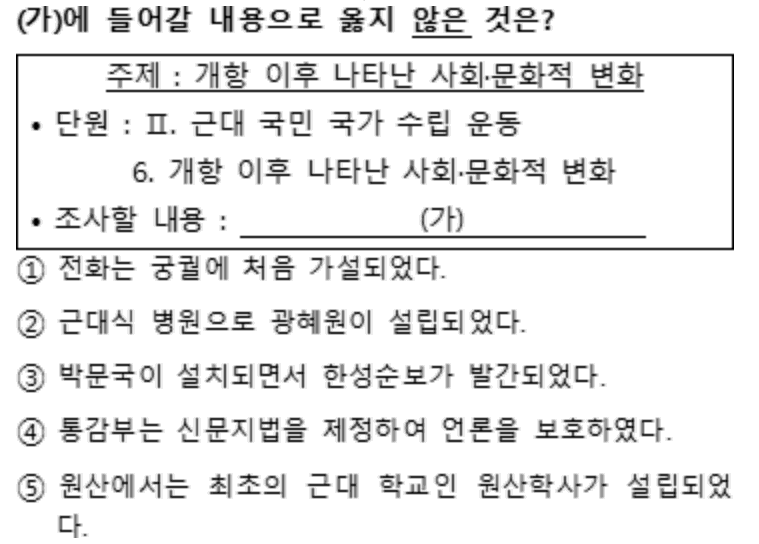 (가)에 들어갈 내용으로 옳지 않은 것은?
주제 : 개항 이후 나타난 사회·문화적 변화
• 단원 : Ⅱ. 근대 국민 국가 수립 운동
6. 개항 이후 나타난 사회·문화적 변화
• 조사할 내용 : (가)
① 전화는 궁궐에 처음 가설되었다.
② 근대식 병원으로 광혜원이 설립되었다.
③ 박문국이 설치되면서 한성순보가 발간되었다.
④ 통감부는 신문지법을 제정하여 언론을 보호하였다.
⑤ 원산에서는 최초의 근대 학교인 원산학사가 설립되었
다.